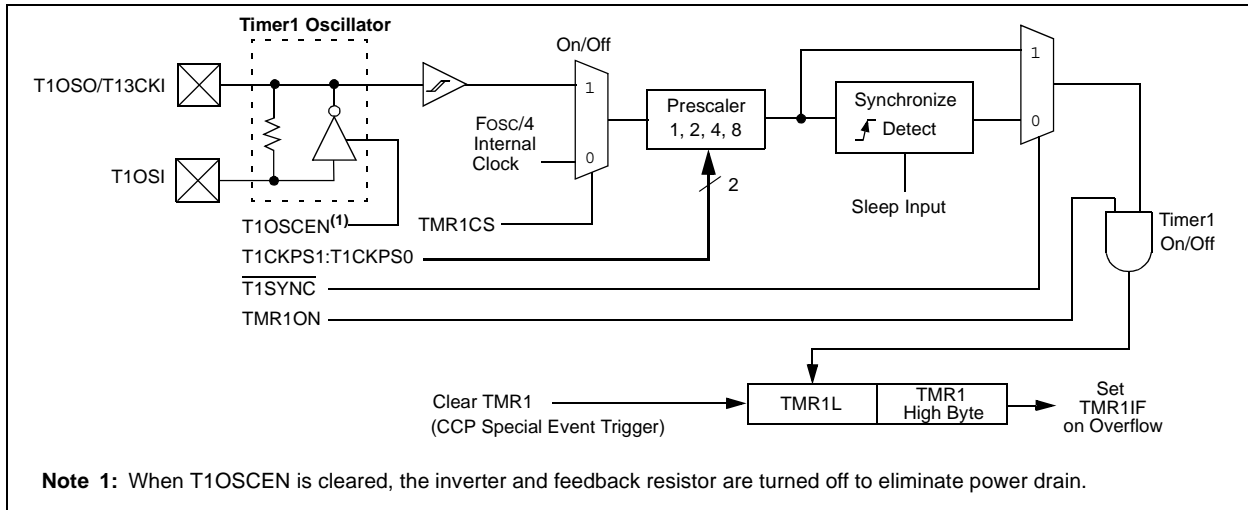 Timer1 Oscillator
On/Off
T1OSO/T13CKI
1
1
Prescaler
1, 2, 4, 8
Synchronize
Detect
FOSC/4
Internal
Clock
0
0
T1OSI
2
Sleep Input
T1OSCEN(1)
TMR1CS
Timer1
On/Off
T1CKPS1:T1CKPS0
T1SYNC
TMR1ON
Clear TMR1
(CCP Special Event Trigger)
TMR1L
TMR1
High Byte
Set
TMR1IF
on Overflow
Note 1: When T1OSCEN is cleared, the inverter and feedback resistor are turned off to eliminate power drain.